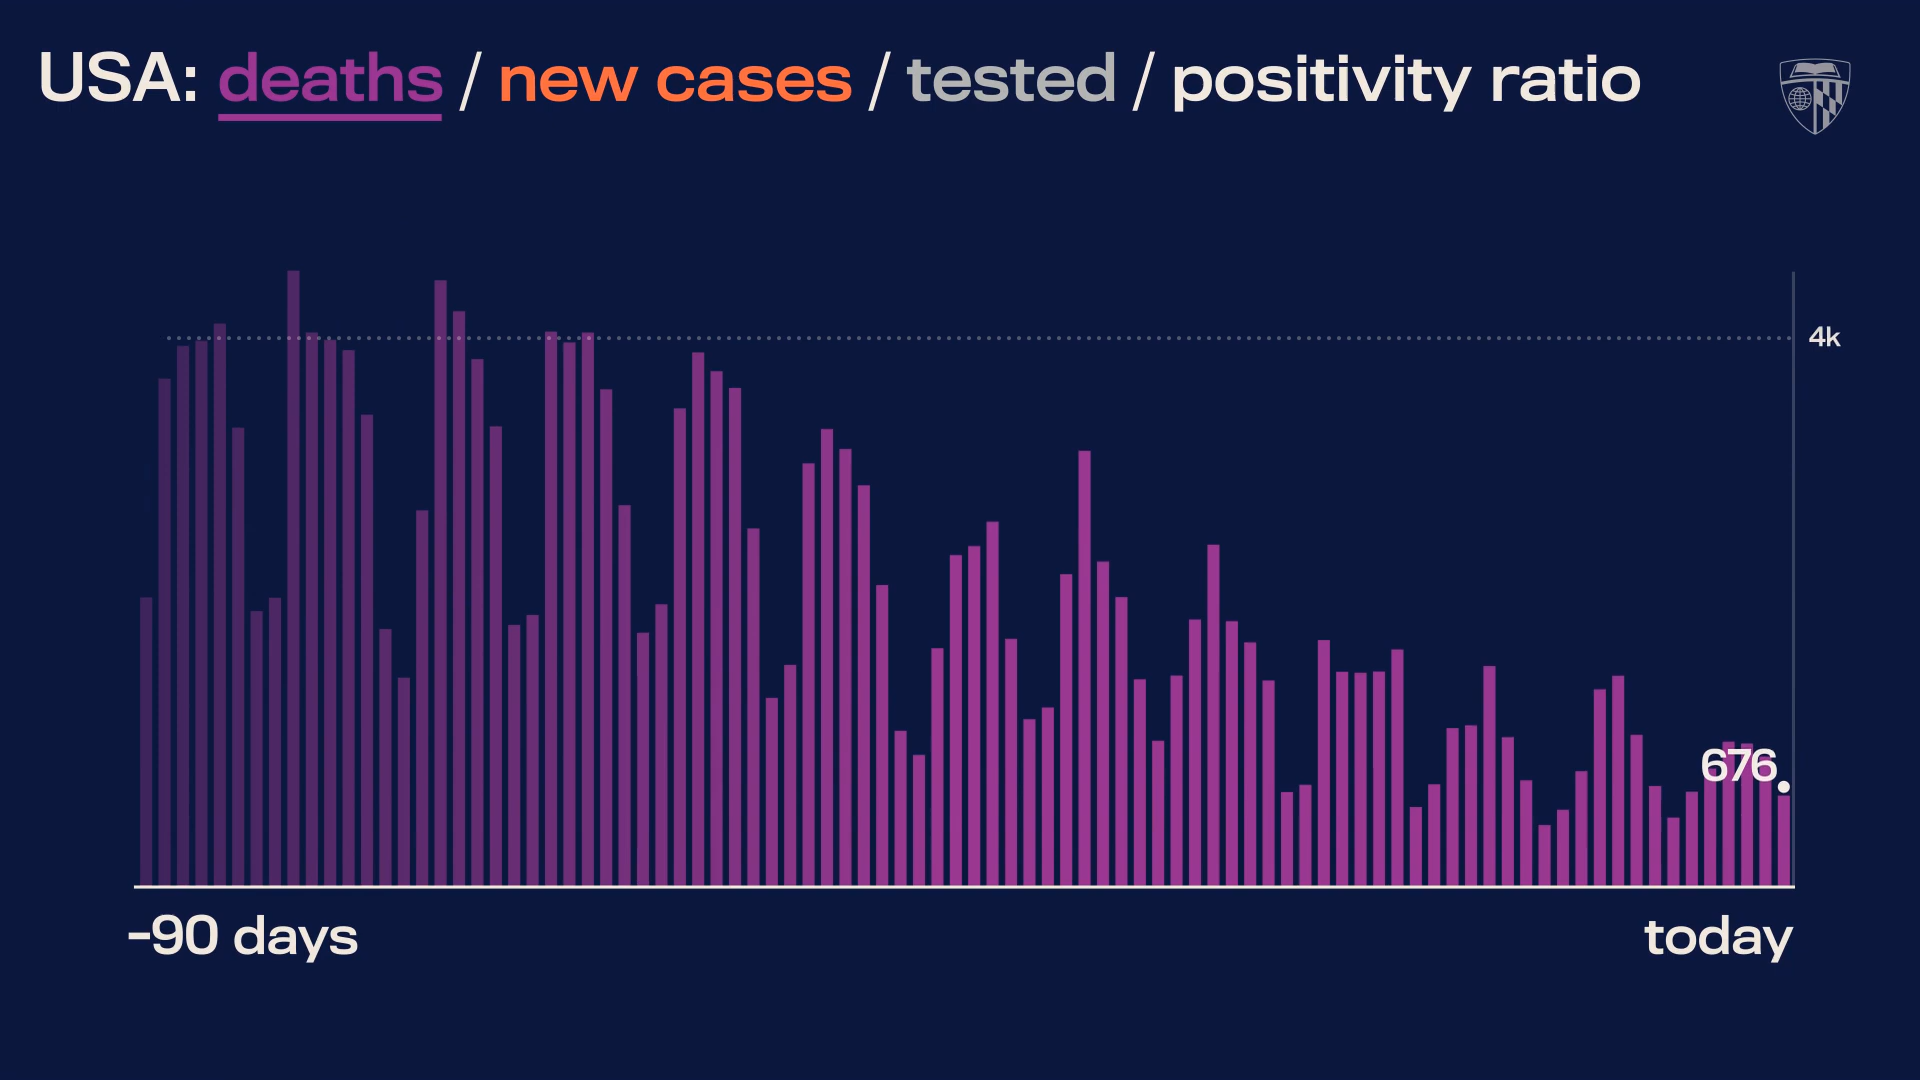 USA: deaths / new cases / tested / positivity ratio
4k
676
-90 days
today